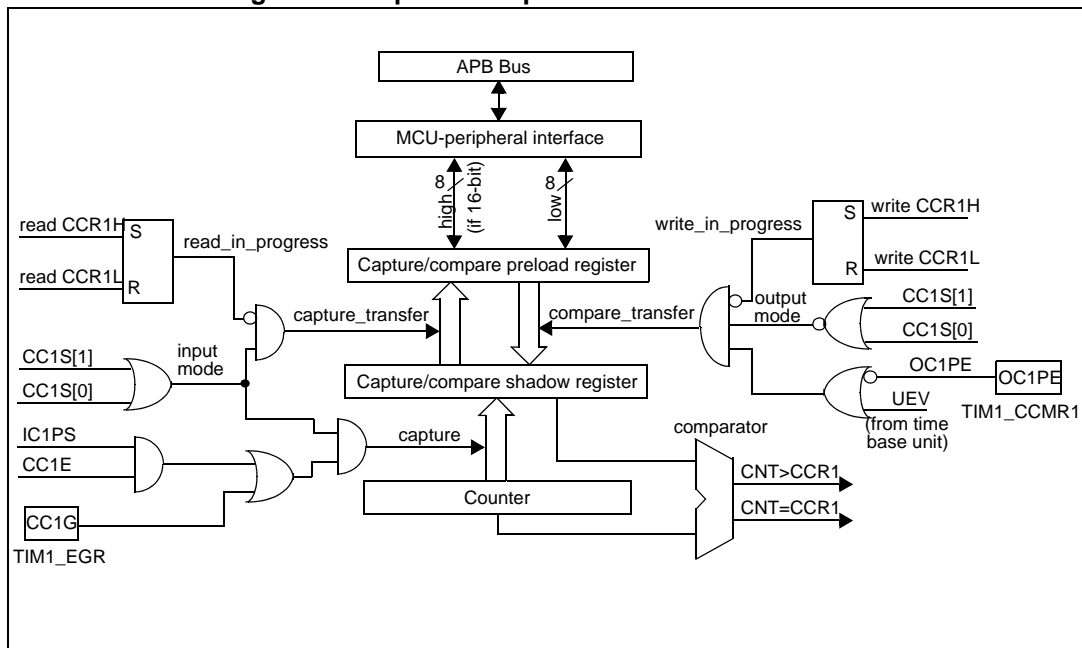 APB Bus
MCU-peripheral interface
8
high
(if 16-bit)
8
low
read CCR1H
S
read_in_progress
read CCR1L
R
write_in_progress
S
write CCR1H
R
write CCR1L
Capture/compare preload register
capture_transfer
compare_transfer
output
mode
CC1S[1]
CC1S[0]
CC1S[1]
CC1S[0]
input
mode
Capture/compare shadow register
OC1PE
OC1PE
UEV
(from time
base unit)
TIM1_CCMR1
IC1PS
CC1E
capture
comparator
CNT>CCR1
CNT=CCR1
Counter
CC1G
TIM1_EGR